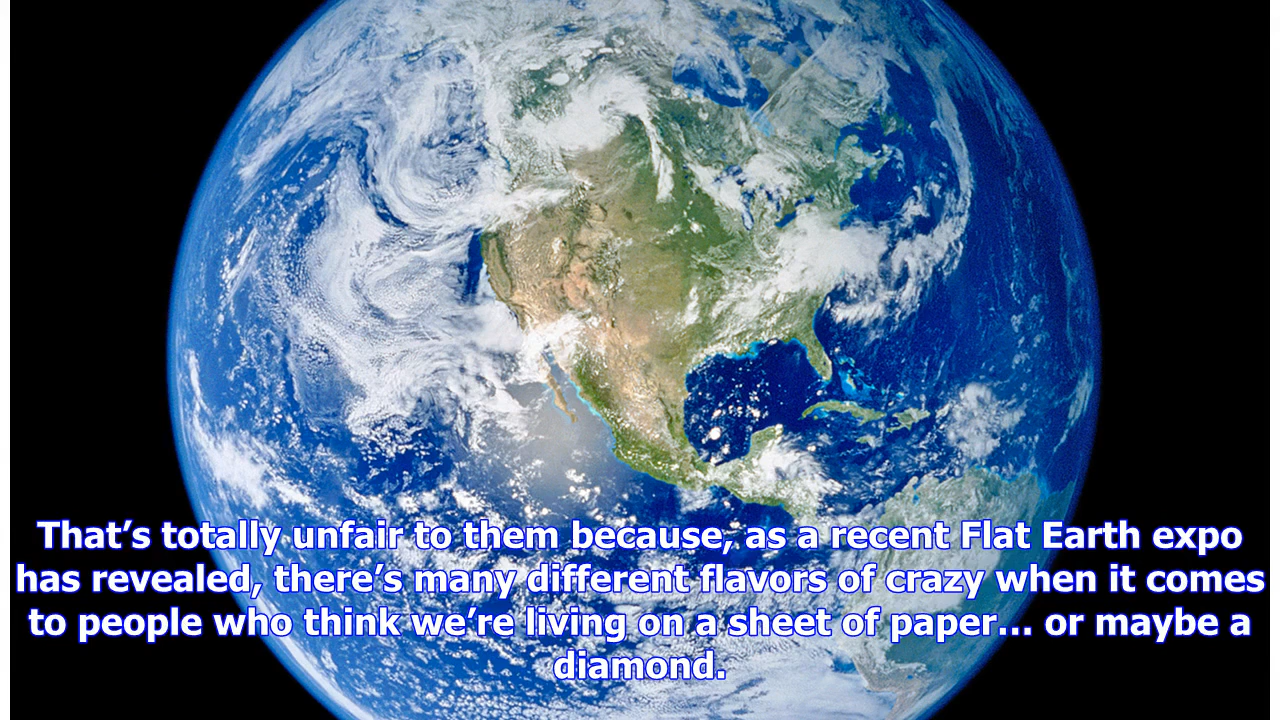 That’s totally unfair to them because, as a recent Flat Earth expo
has revealed, there’s many different flavors of crazy when it comes
to people who think we’re living on a sheet of paper… or maybe a
diamond.